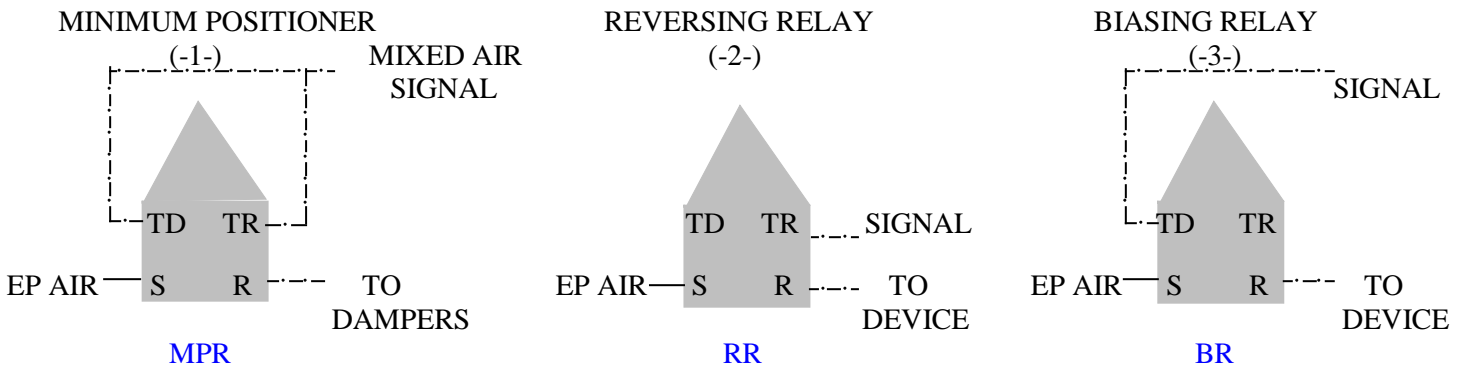 MINIMUM POSITIONER
(-1-)
MIXED AIR
SIGNAL
TD TR
EP AIR S R TO
DAMPERS
MPR
REVERSING RELAY
(-2-)
TD TR SIGNAL
EP AIR S R TO
DEVICE
RR
BIASING RELAY
(-3-)
SIGNAL
TD TR
EP AIR S R TO
DEVICE
BR